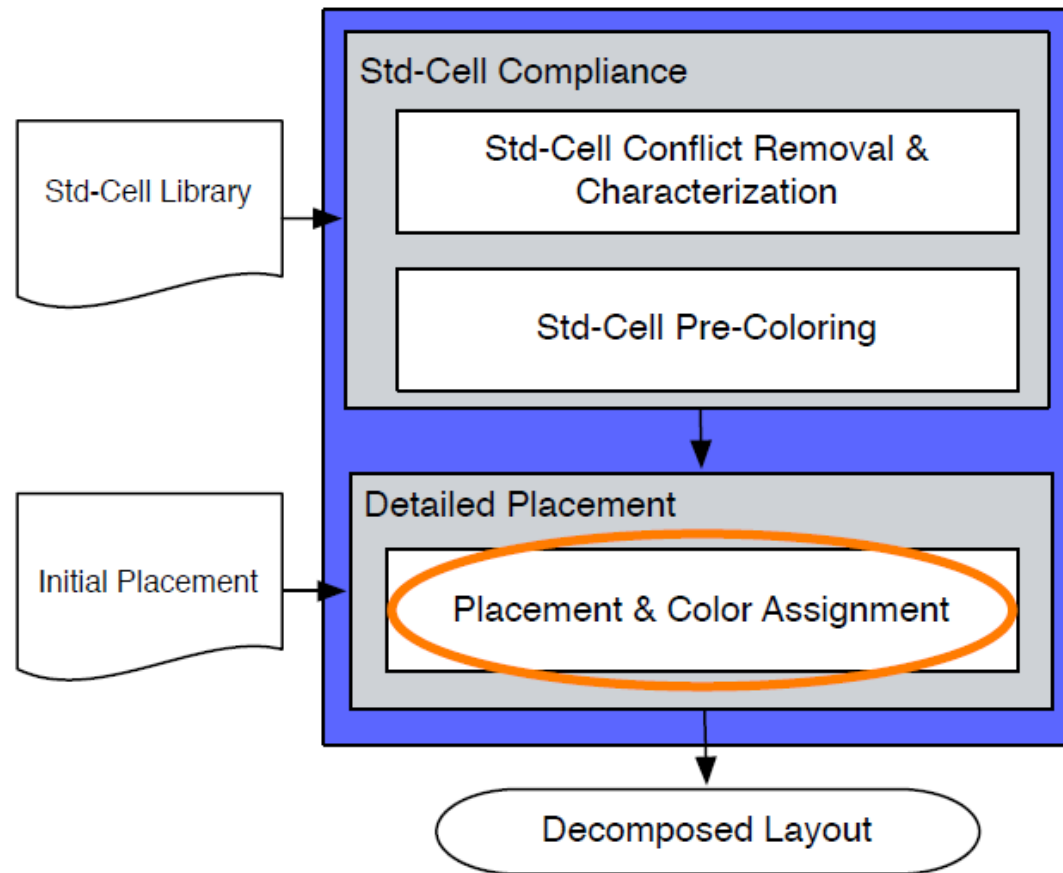 Std-Cell Compliance
Std-Cell Conflict Removal &
Characterization
Std-Cell Library
Std-Cell Pre-Coloring
Detailed Placement
Initial Placement
Placement & Color Assignment
Decomposed Layout